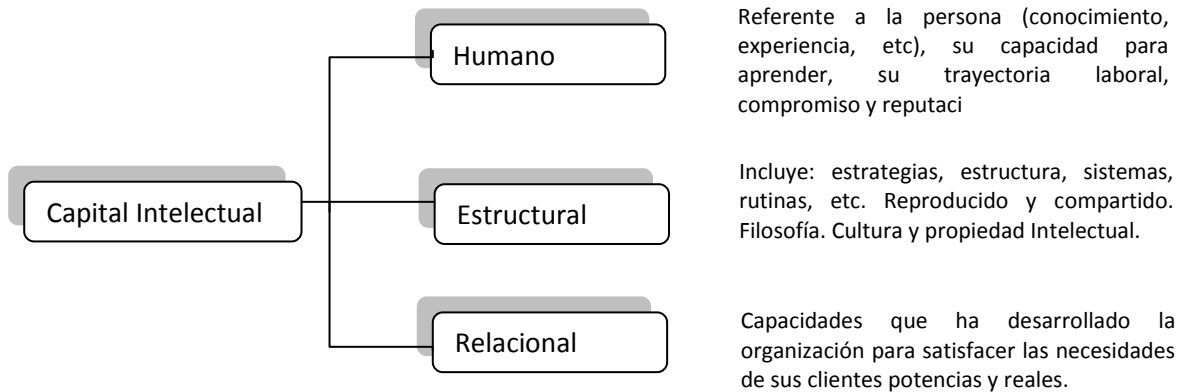 Humano
Referente a la persona (conocimiento,
experiencia, etc), su capacidad para
aprender, su trayectoria laboral,
compromiso y reputaci
Capital Intelectual
Estructural
Incluye: estrategias, estructura, sistemas,
rutinas, etc. Reproducido y compartido.
Filosofía. Cultura y propiedad Intelectual.
Relacional
Capacidades que ha desarrollado la
organización para satisfacer las necesidades
de sus clientes potencias y reales.